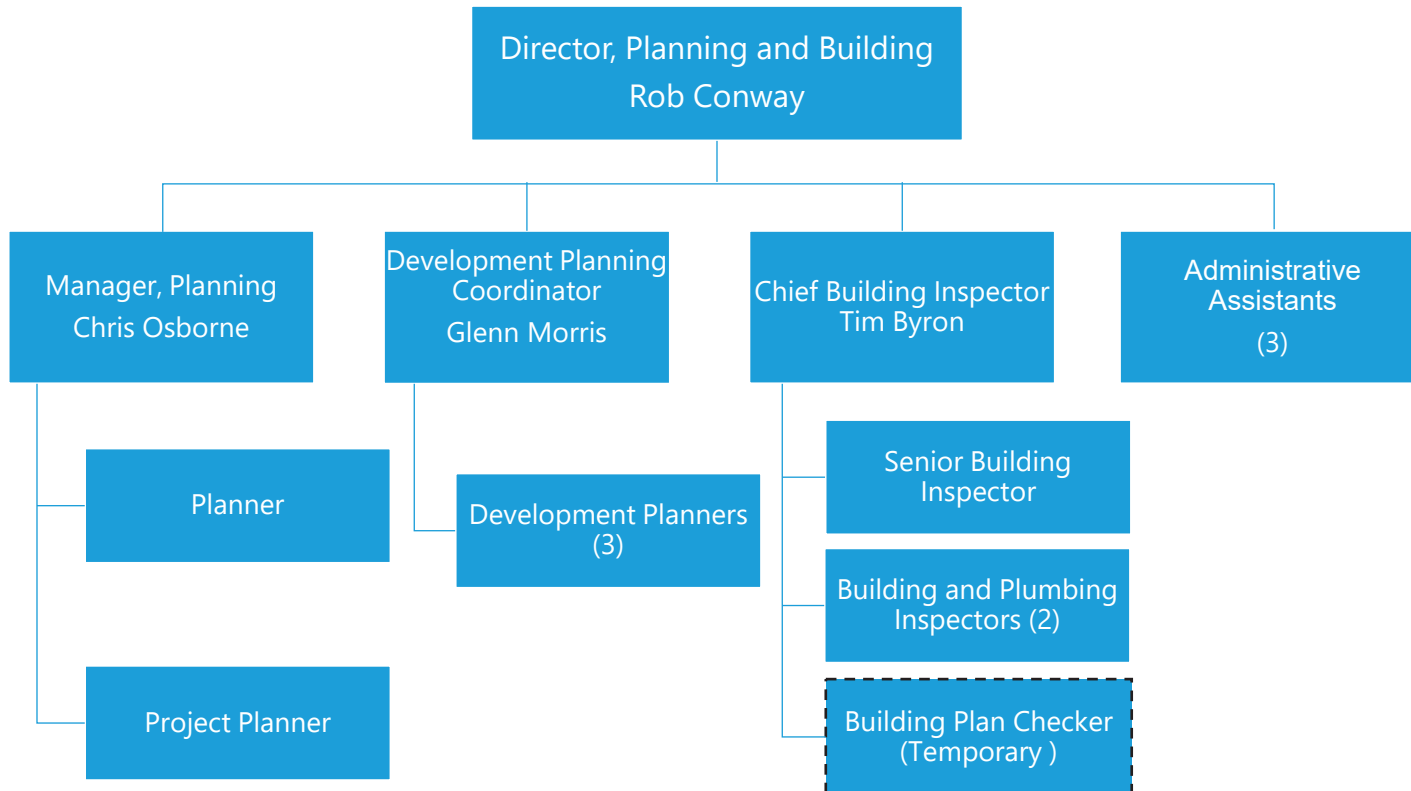 Director, Planning and Building
Rob Conway
Manager, Planning
Chris Osborne
Development Planning
Coordinator
Glenn Morris
Chief Building Inspector
Tim Byron
Administrative
Assistants
(3)
Planner
Project Planner
Development Planners
(3)
Senior Building
Inspector
Building and Plumbing
Inspectors (2)
Building Plan Checker
(Temporary )